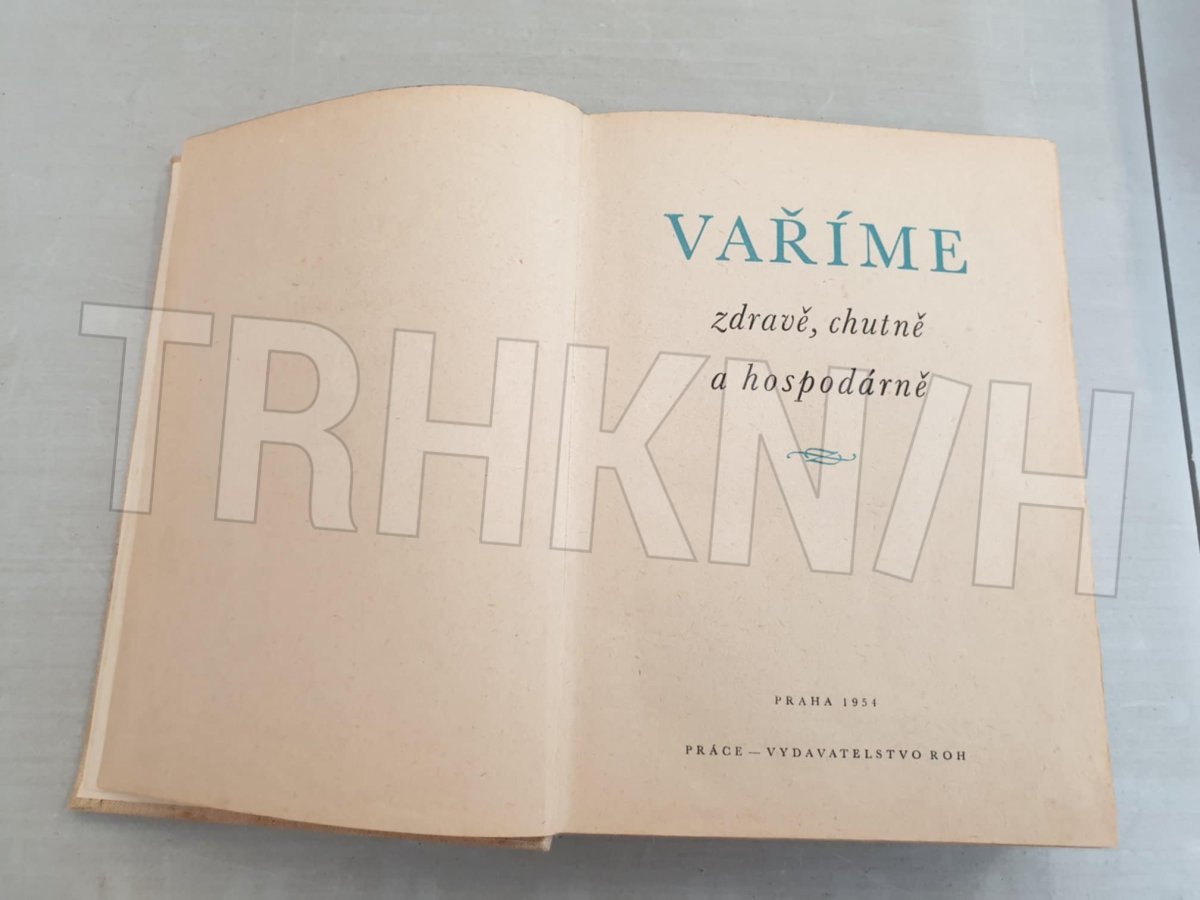 VAŘÍME
zdravě, chutně
a hospodárně
TRHKNIH
PRAHA 1954
PRÁCE — VYDAVATELSTVO ROH